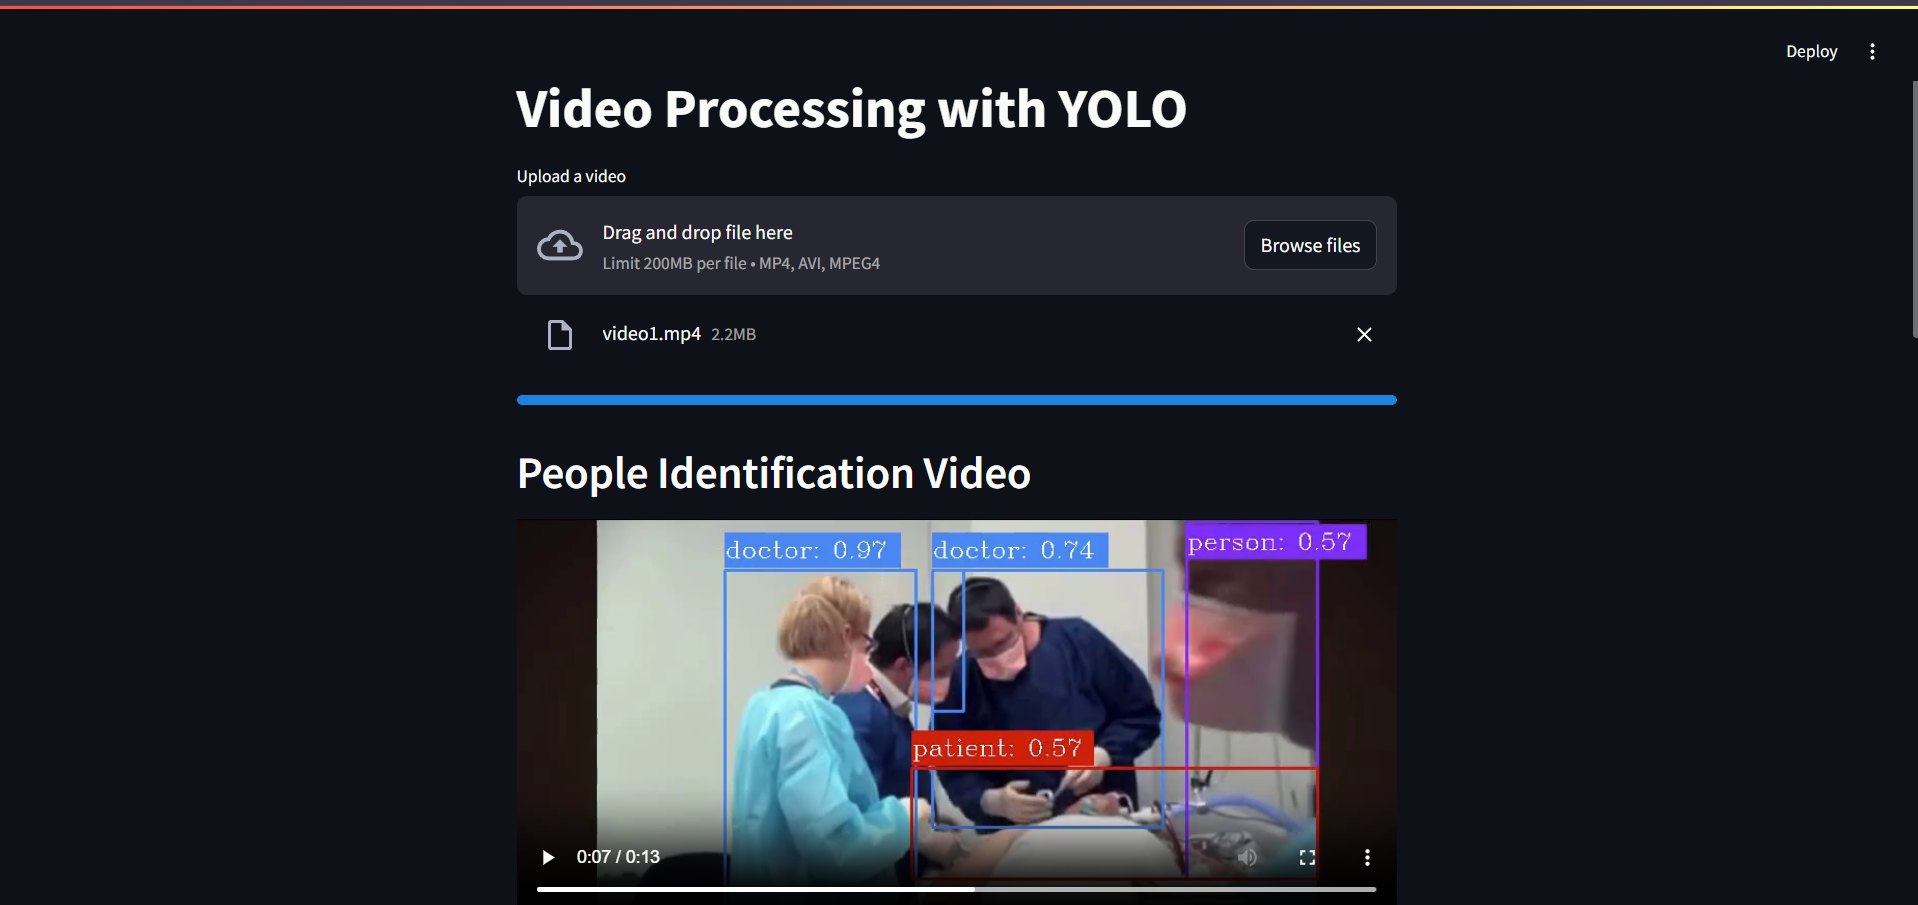 Deploy
Video Processing with YOLO
Upload a video
Drag and drop file here
Limit 200MB per file • MP4, AVI, MPEG4
Browse files
video1.mp4 2.2MB
People Identification Video
doctor: 0.97
doctor: 0.74
person: 0.57
patient: 0.57
0:07 / 0:13